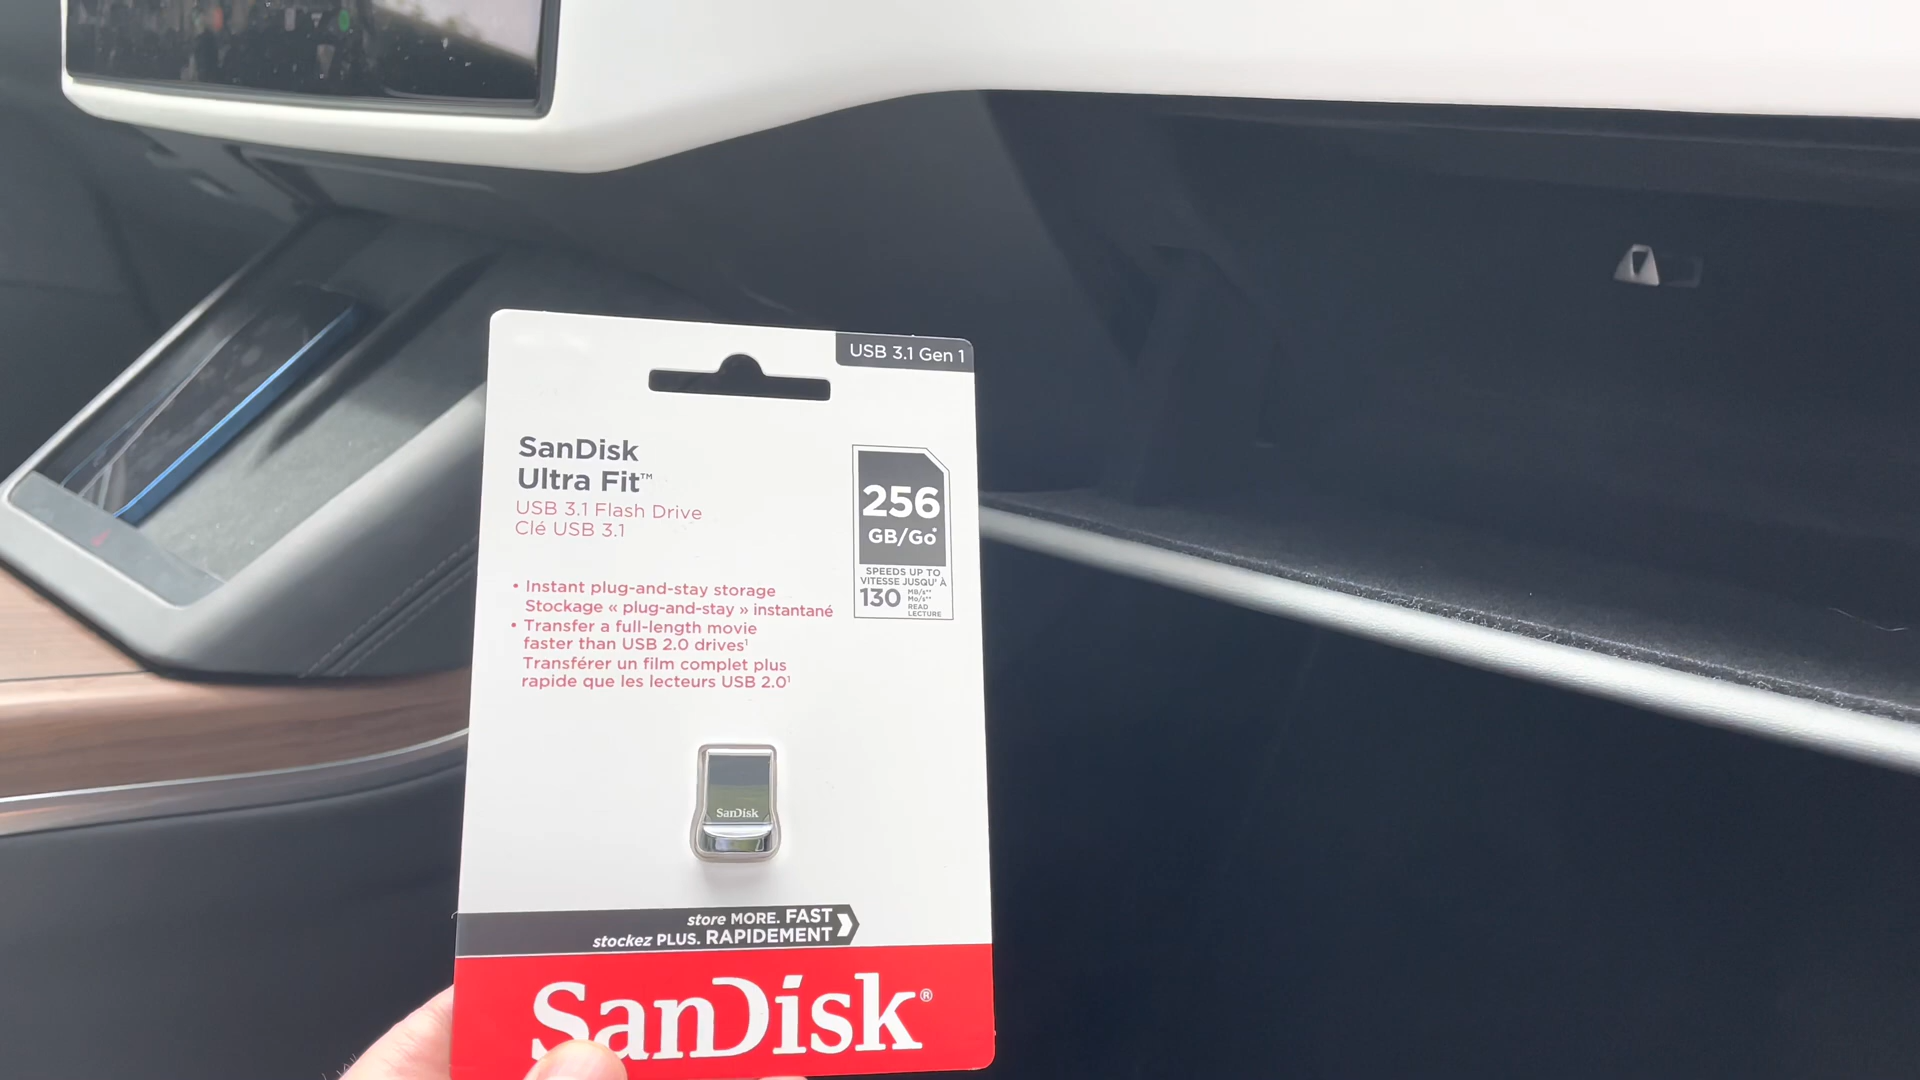 USB 3.1 Gen 1
SanDisk
Ultra Fit™
USB 3.1 Flash Drive
Clé USB 3.1
256
GB/Go*
SPEEDS UP TO
VITESSE JUSQU' À
130 MB/s**
Mo/s**
READ
LECTURE
• Instant plug-and-stay storage
Stockage « plug-and-stay » instantané
• Transfer a full-length movie
faster than USB 2.0 drives¹
Transférer un film complet plus
rapide que les lecteurs USB 2.0¹
SanDisk
store MORE. FAST
stockez PLUS. RAPIDEMENT
SanDisk®